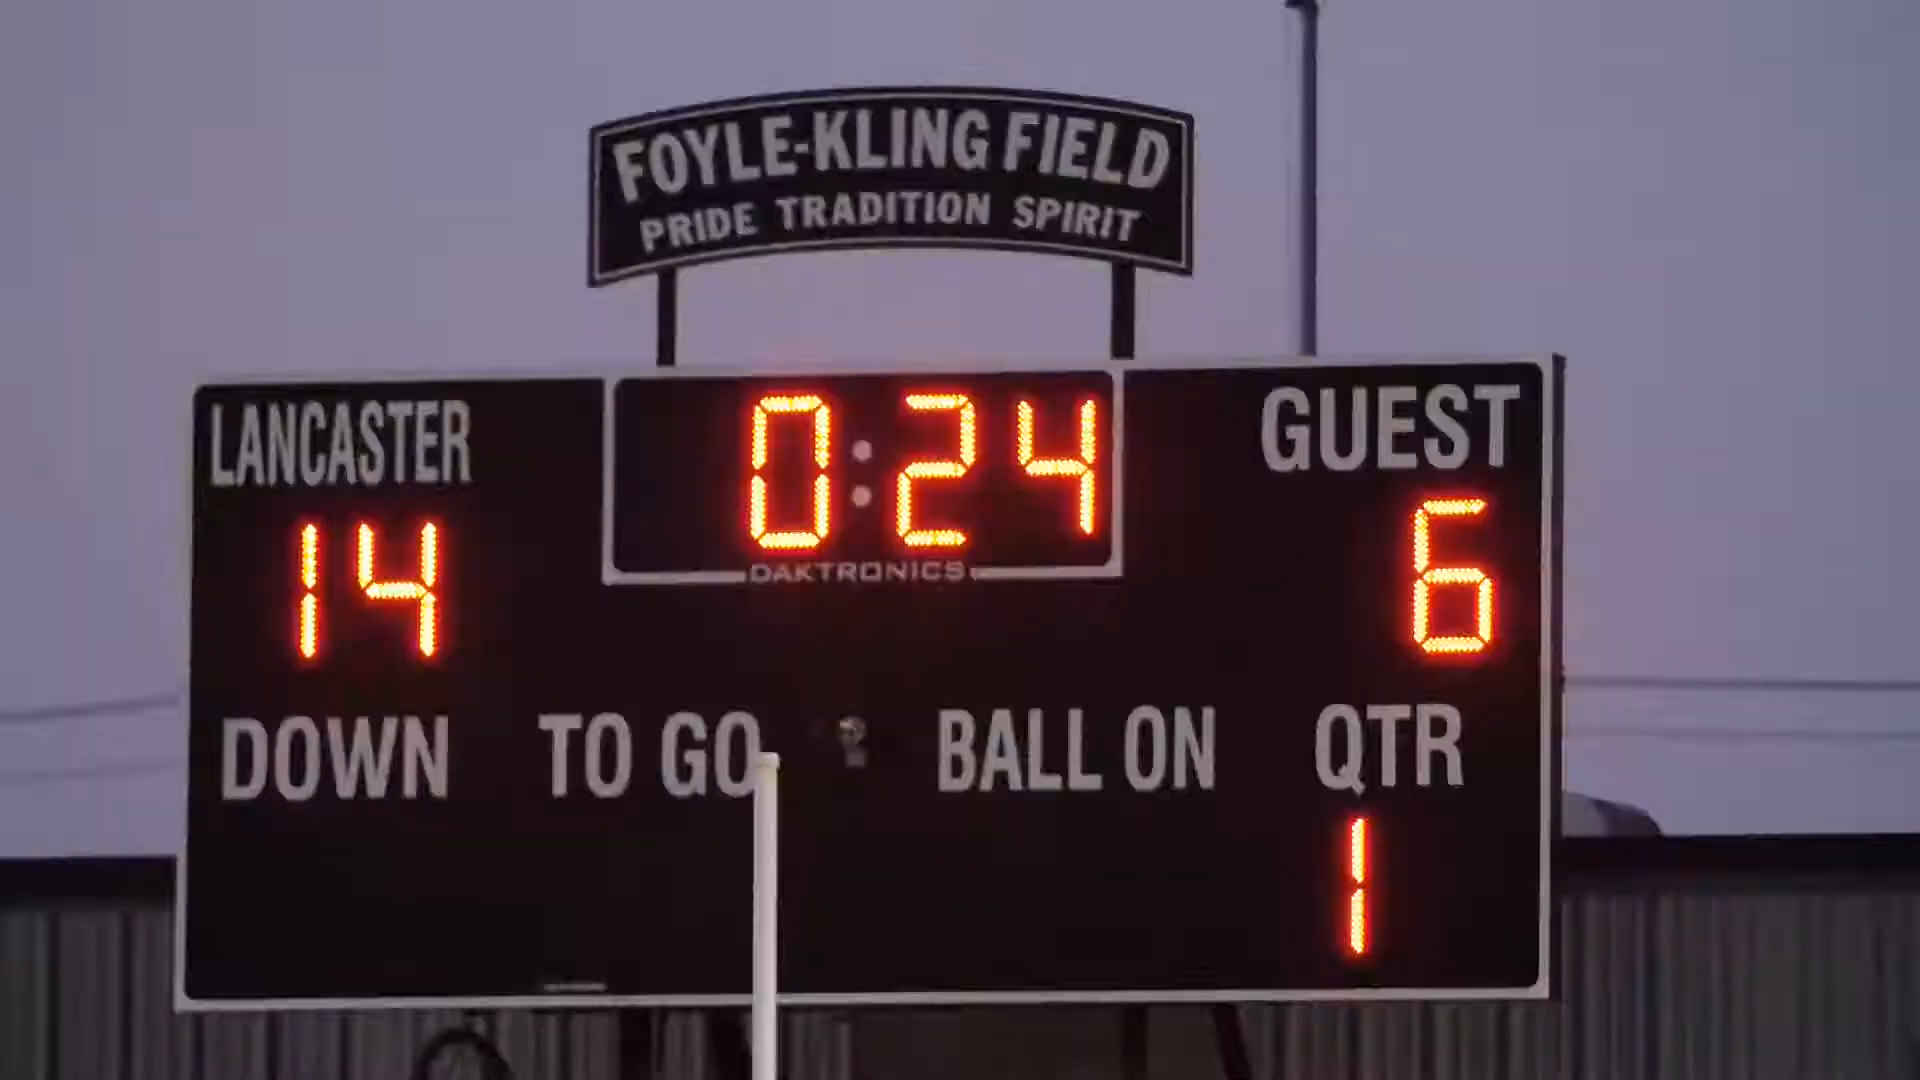 FOYLE-KLING FIELD
PRIDE TRADITION SPIRIT
LANCASTER
0:24
GUEST
14
6
DAKTRONICS
DOWN
TO GO
BALL ON
QTR
1